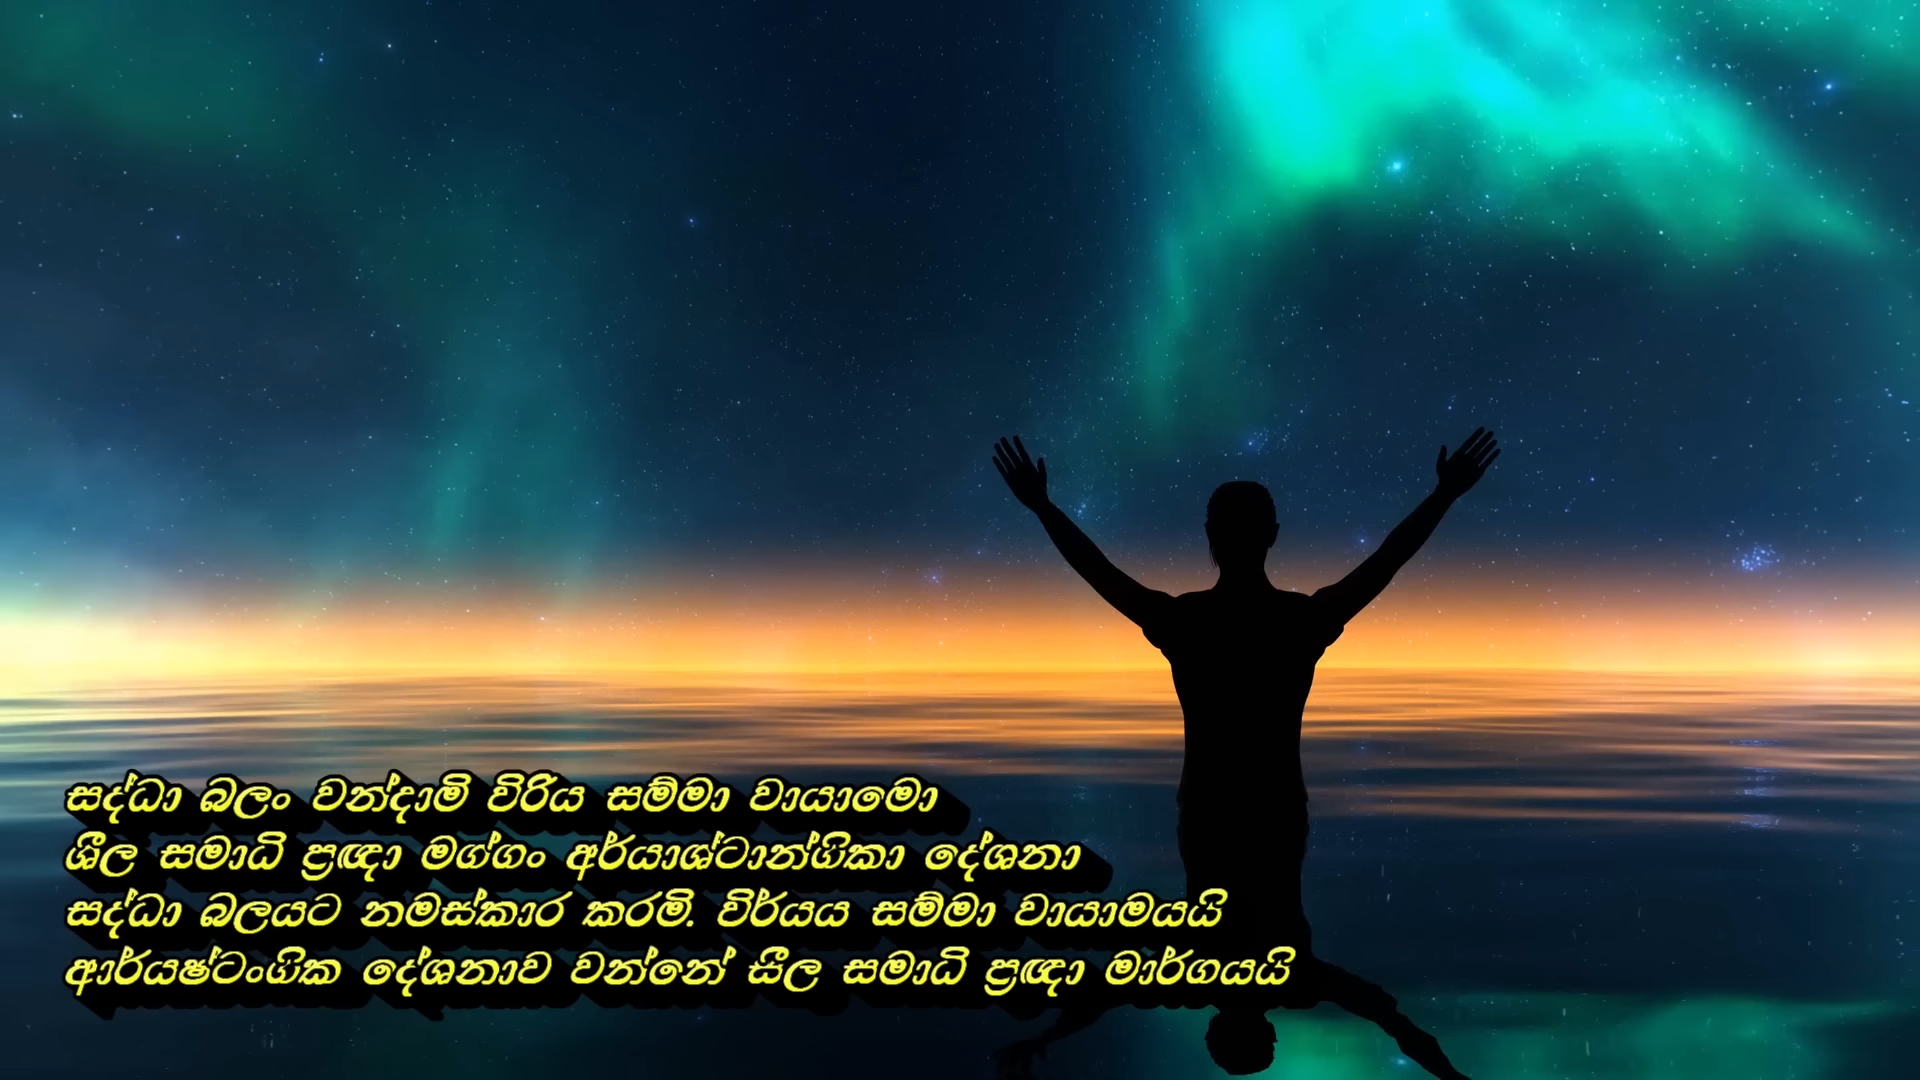 සද්ධා බලං වන්දාමි විරිය සම්මා වායාමො
ශීල සමාධි ප්‍රඥා මග්ගං අර්යාශ්ටාන්ගිකා දේශනා
සද්ධා බලයට නමස්කාර කරමි. විර්යය සම්මා වායාමයයි
ආර්යෂ්ටංගික දේශනාව වන්නේ සීල සමාධි ප්‍රඥා මාර්ගයයි